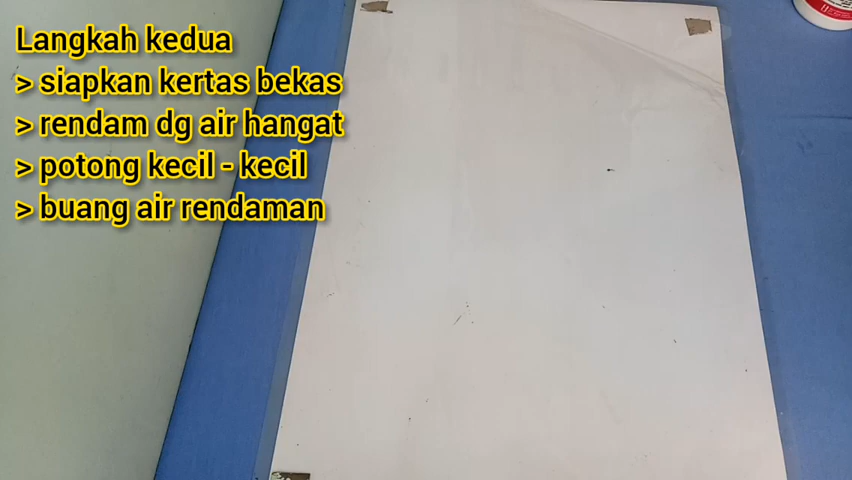 Langkah kedua
> siapkan kertas bekas
> rendam dg air hangat
> potong kecil - kecil
> buang air rendaman